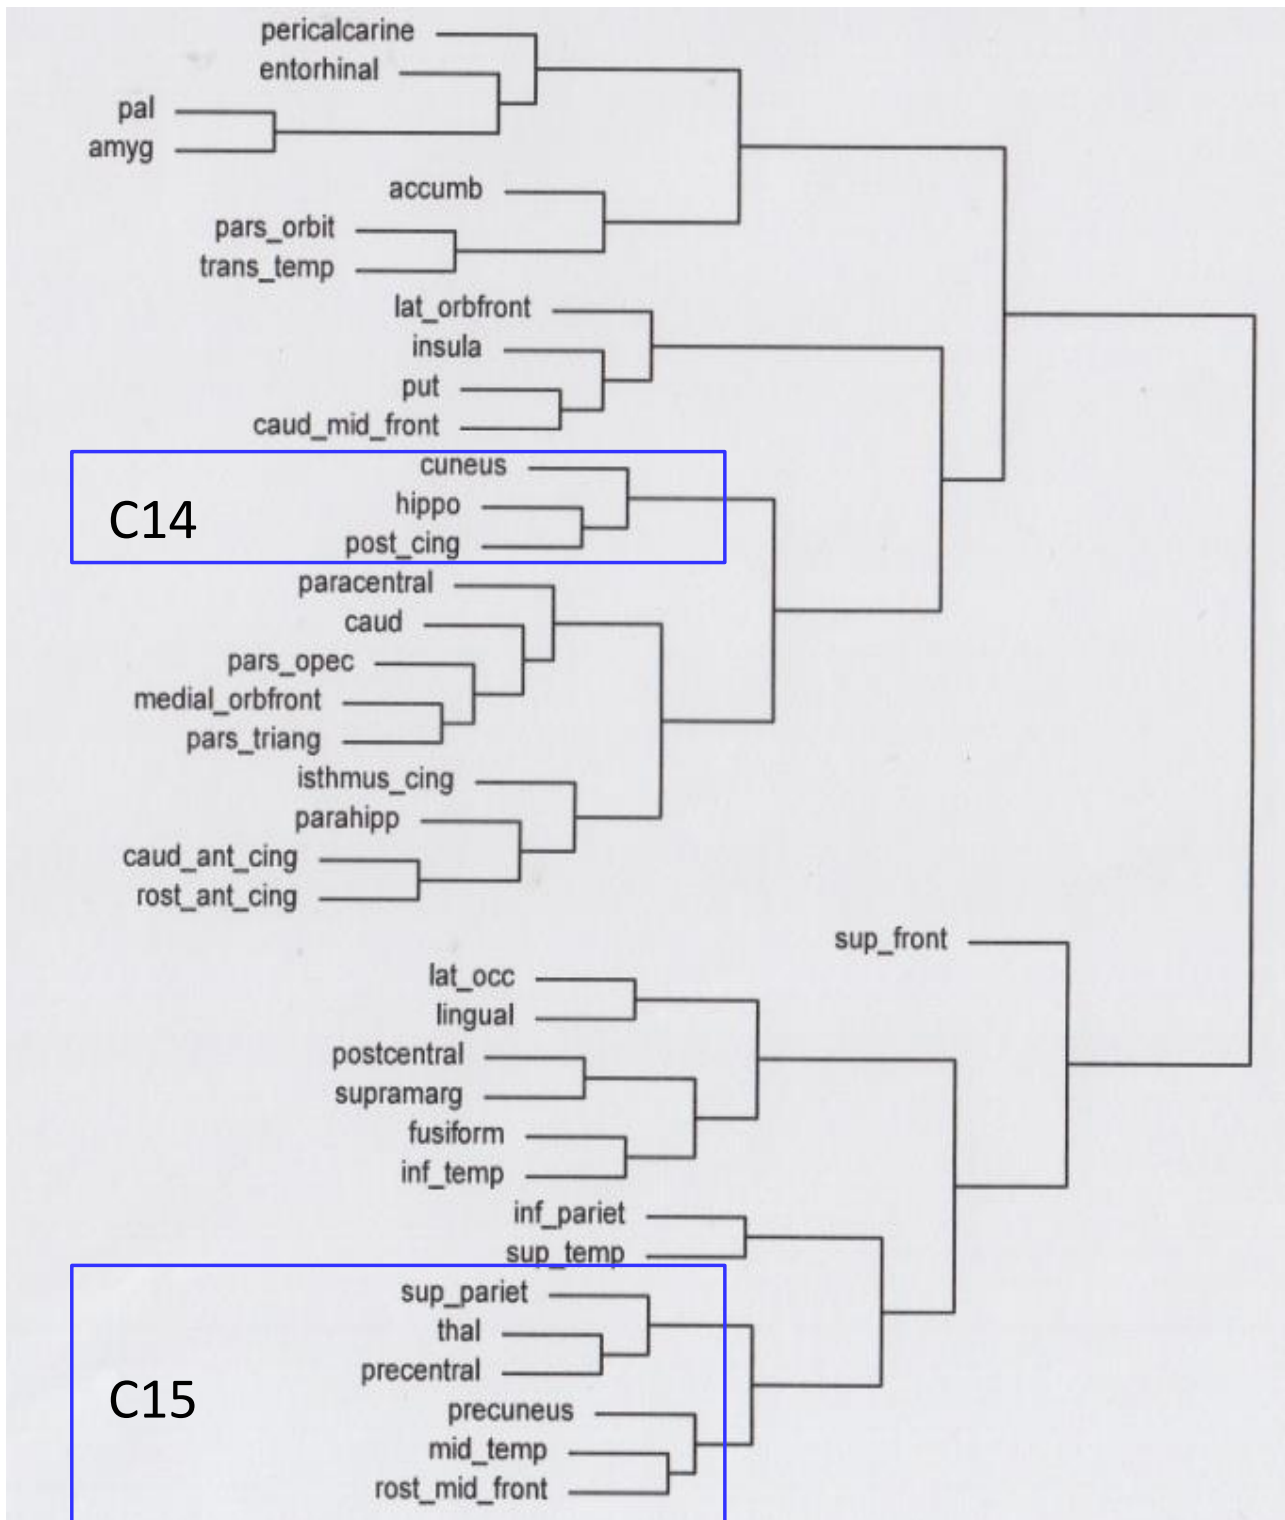 pericalcarine
entorhinal
pal
amyg
accumb
pars_orbit
trans_temp
lat_orbfront
insula
put
caud_mid_front
cuneus
C14
hippo
post_cing
paracentral
caud
pars_opec
medial_orbfront
pars_triang
isthmus_cing
parahipp
caud_ant_cing
rost_ant_cing
sup_front
lat_occ
lingual
postcentral
supramarg
fusiform
inf_temp
inf_pariet
sup_temp
sup_pariet
thal
precentral
C15
precuneus
mid_temp
rost_mid_front